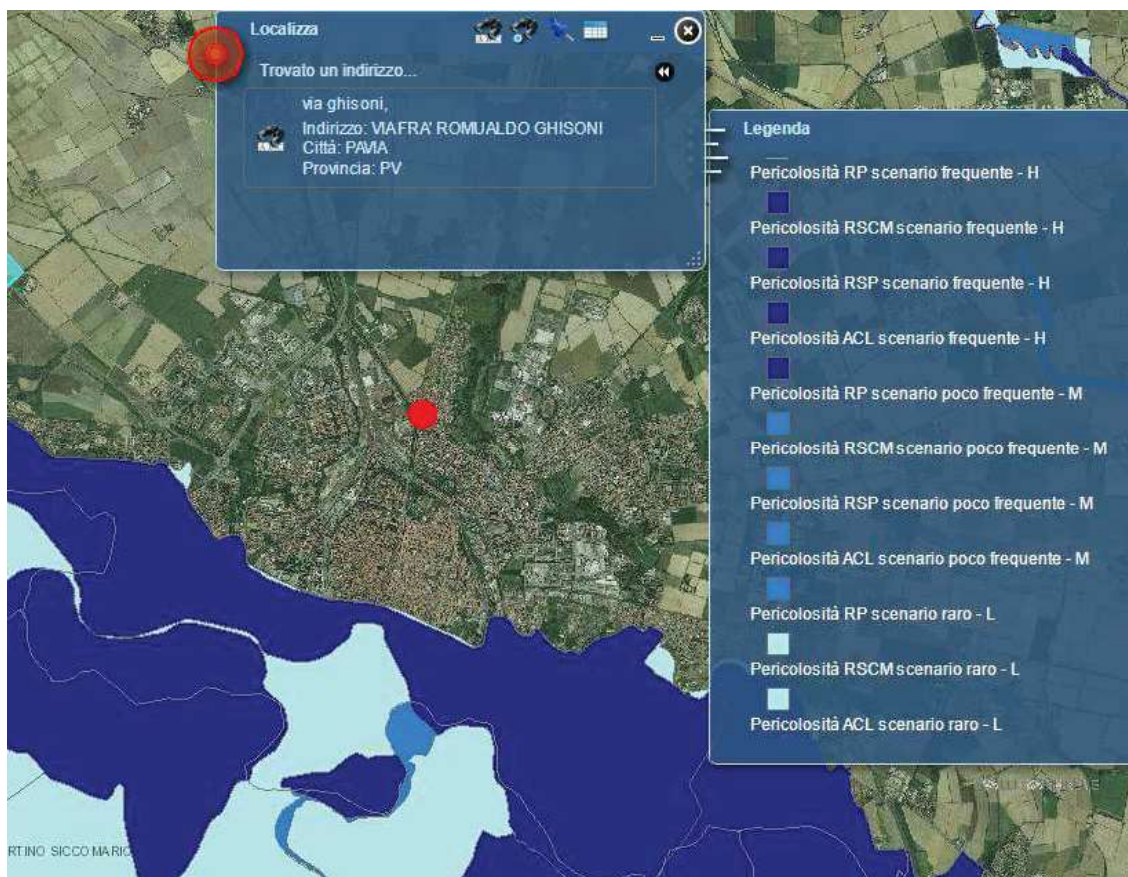 Localizza
Trovato un indirizzo...
via ghisoni,
Indirizzo: VIA FRA' ROMUALDO GHISONI
Città: PAVIA
Provincia: PV
Legenda
Pericolosità RP scenario frequente - H
Pericolosità RSCM scenario frequente - H
Pericolosità RSP scenario frequente - H
Pericolosità ACL scenario frequente - H
Pericolosità RP scenario poco frequente - M
Pericolosità RSCM scenario poco frequente - M
Pericolosità RSP scenario poco frequente - M
Pericolosità ACL scenario poco frequente - M
Pericolosità RP scenario raro - L
Pericolosità RSCM scenario raro - L
Pericolosità ACL scenario raro - L
RTINO SICCOMARIO